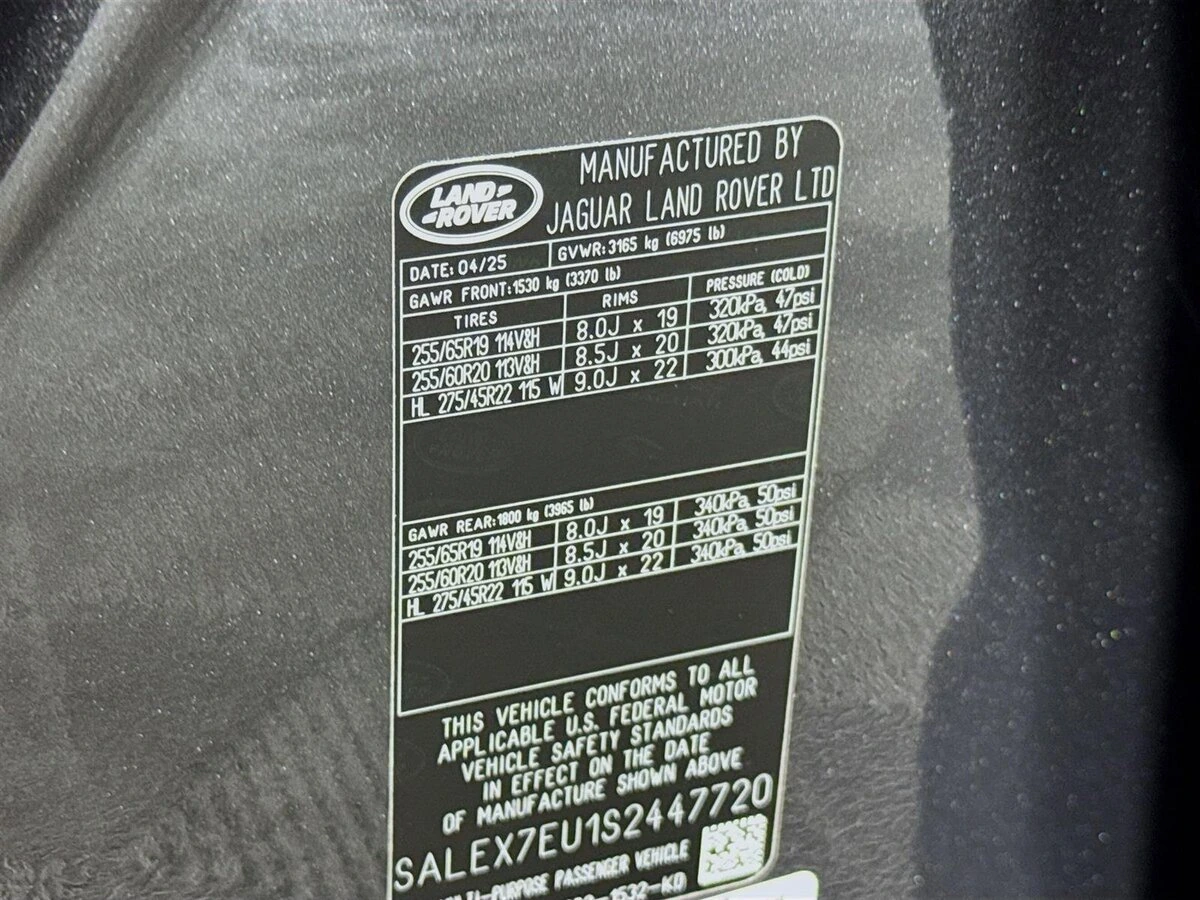 LAND ROVER
MANUFACTURED BY
JAGUAR LAND ROVER LTD
DATE: 04/25 GVWR: 3165 kg (6975 lb)
GAWR FRONT: 1530 kg (3370 lb)
TIRES RIMS PRESSURE (COLD)
255/65R19 114V&H 8.0J x 19 320kPa, 47psi
255/60R20 113V&H 8.5J x 20 320kPa, 47psi
HL 275/45R22 115 W 9.0J x 22 300kPa, 44psi
GAWR REAR: 1800 kg (3965 lb)
255/65R19 114V&H 8.0J x 19 340kPa, 50psi
255/60R20 113V&H 8.5J x 20 340kPa, 50psi
HL 275/45R22 115 W 9.0J x 22 340kPa, 50psi
THIS VEHICLE CONFORMS TO ALL
APPLICABLE U.S. FEDERAL MOTOR
VEHICLE SAFETY STANDARDS
IN EFFECT ON THE DATE
OF MANUFACTURE SHOWN ABOVE
SALEX7EU1S2447720
PASSENGER VEHICLE